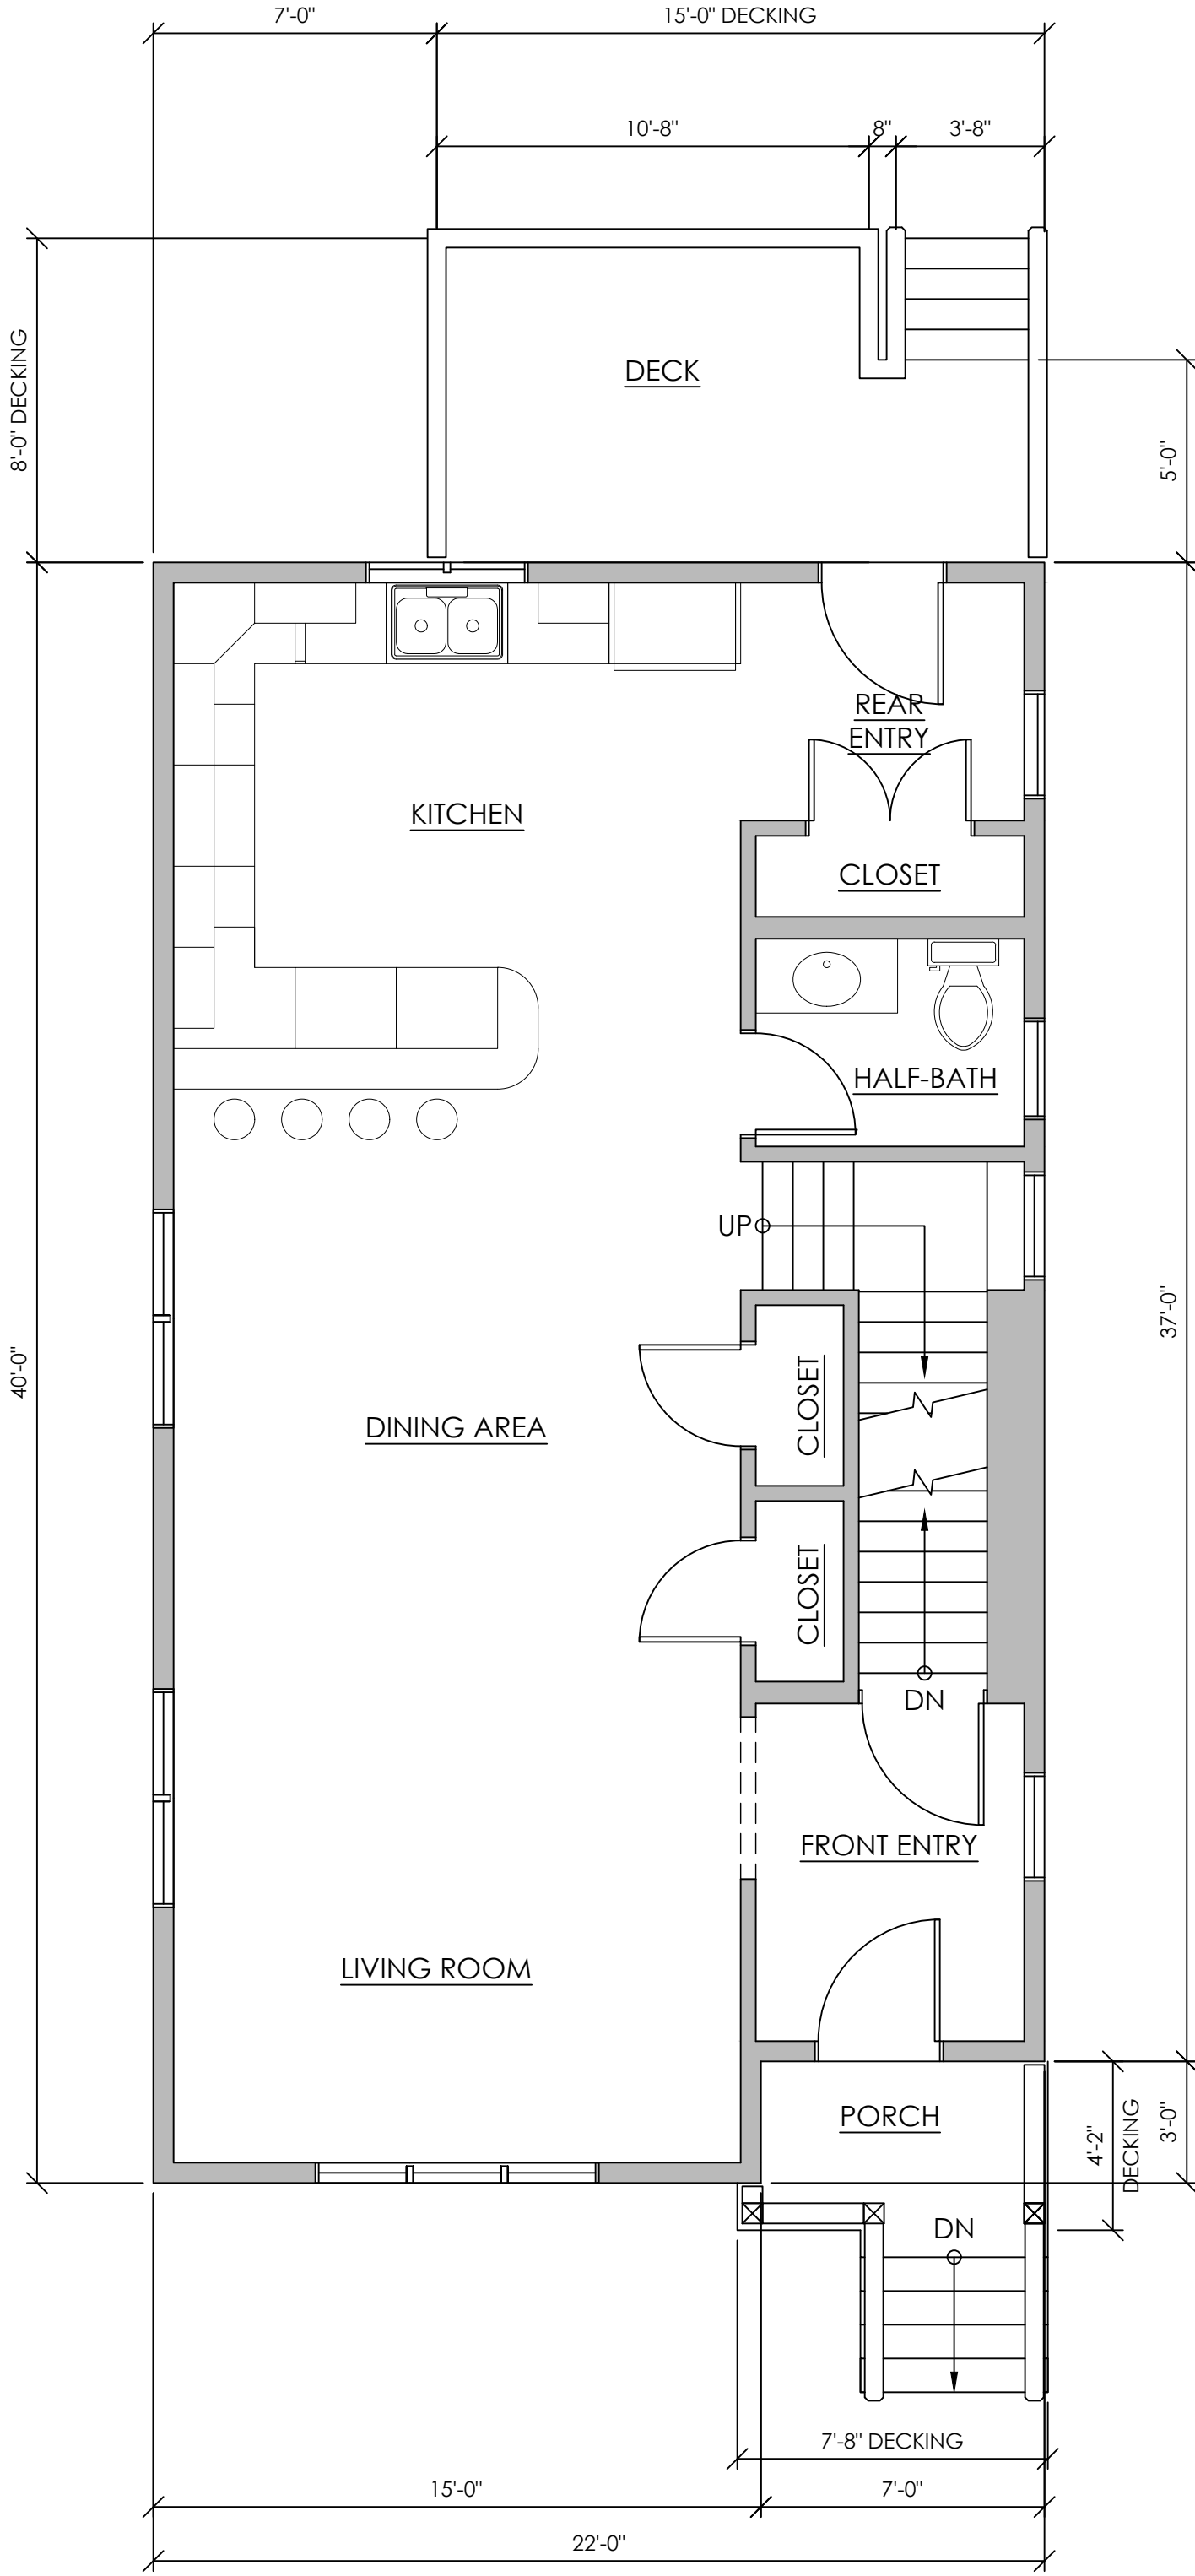 7'-0"
15'-0" DECKING
10'-8"
8"
3'-8"
8'-0" DECKING
DECK
5'-0"
REAR
ENTRY
KITCHEN
CLOSET
HALF-BATH
UP
40'-0"
37'-0"
CLOSET
DINING AREA
CLOSET
DN
FRONT ENTRY
LIVING ROOM
PORCH
4'-2"
DECKING
3'-0"
DN
7'-8" DECKING
15'-0"
7'-0"
22'-0"